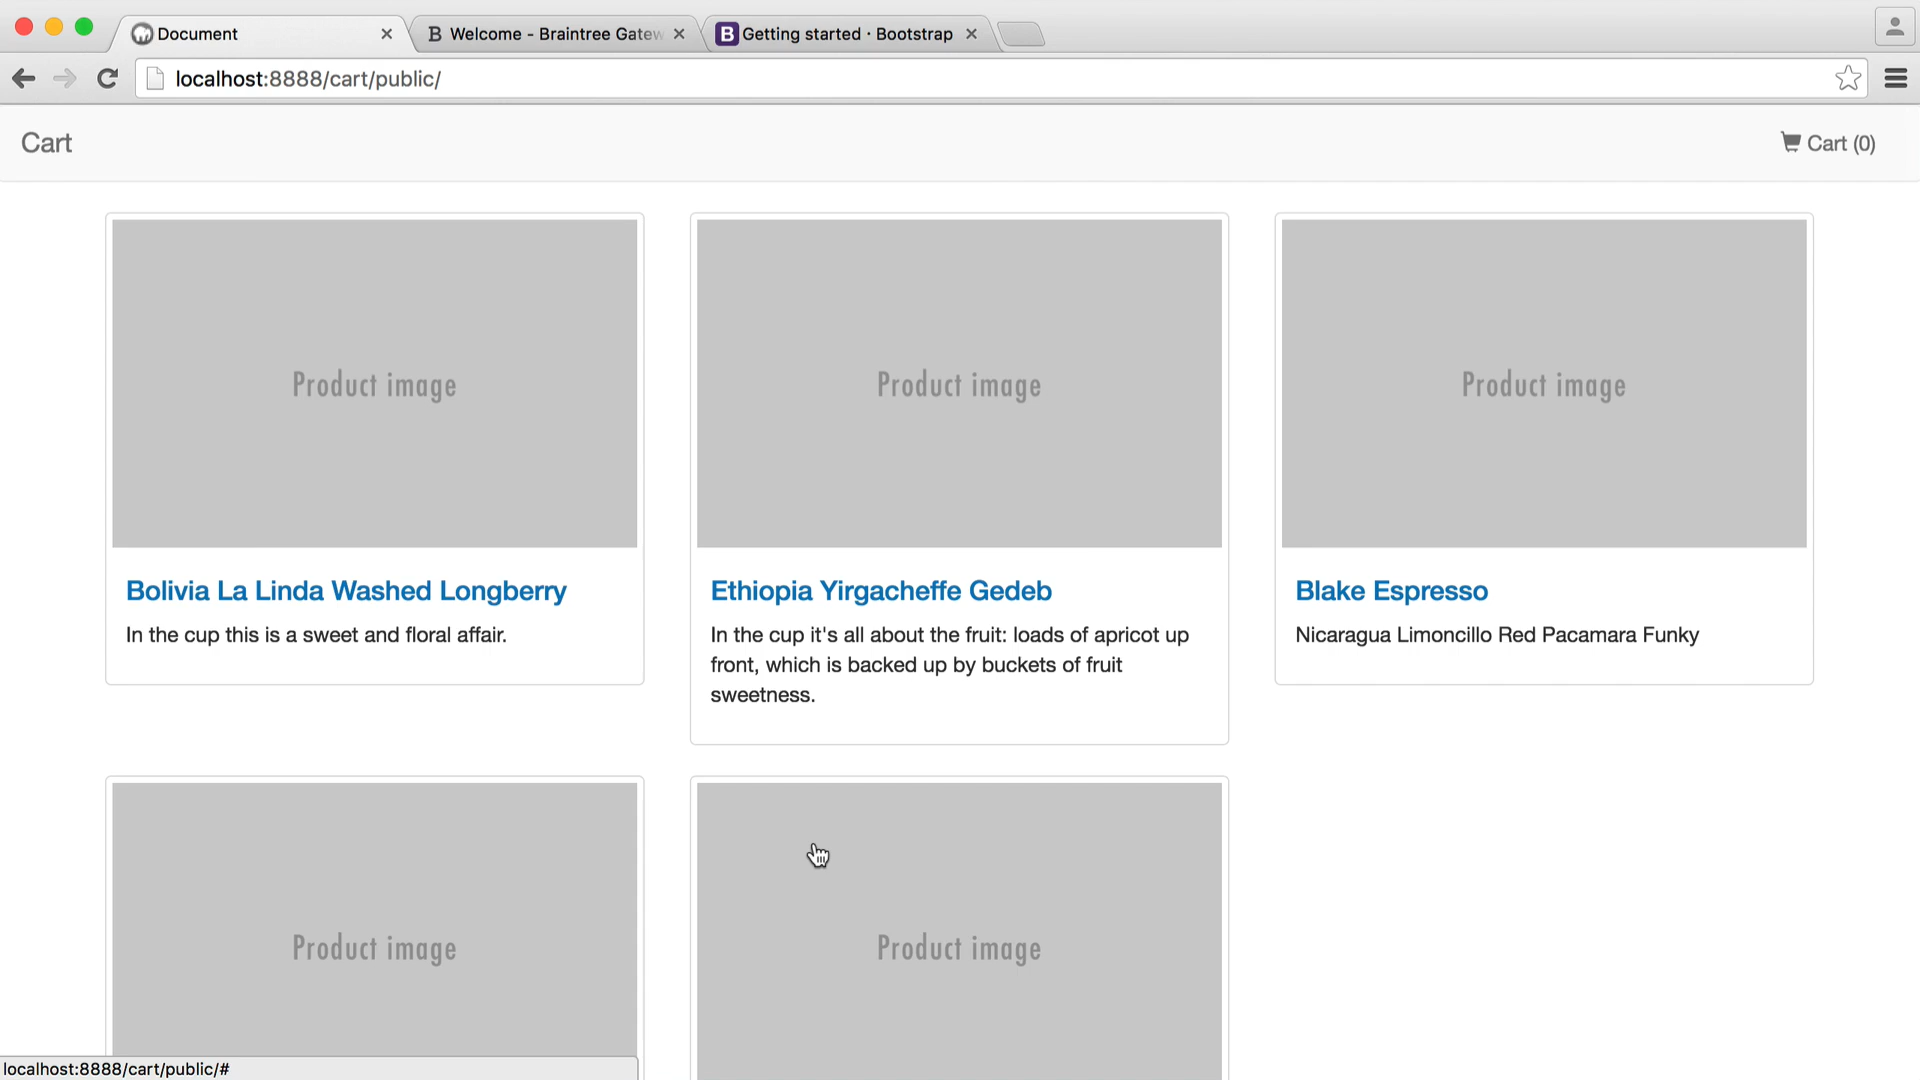 Document
Welcome - Braintree Gatew
Getting started · Bootstrap
localhost:8888/cart/public/
Cart
Cart (0)
Product image
Product image
Product image
Bolivia La Linda Washed Longberry
In the cup this is a sweet and floral affair.
Ethiopia Yirgacheffe Gedeb
In the cup it's all about the fruit: loads of apricot up
front, which is backed up by buckets of fruit
sweetness.
Blake Espresso
Nicaragua Limoncillo Red Pacamara Funky
Product image
Product image
localhost:8888/cart/public/#